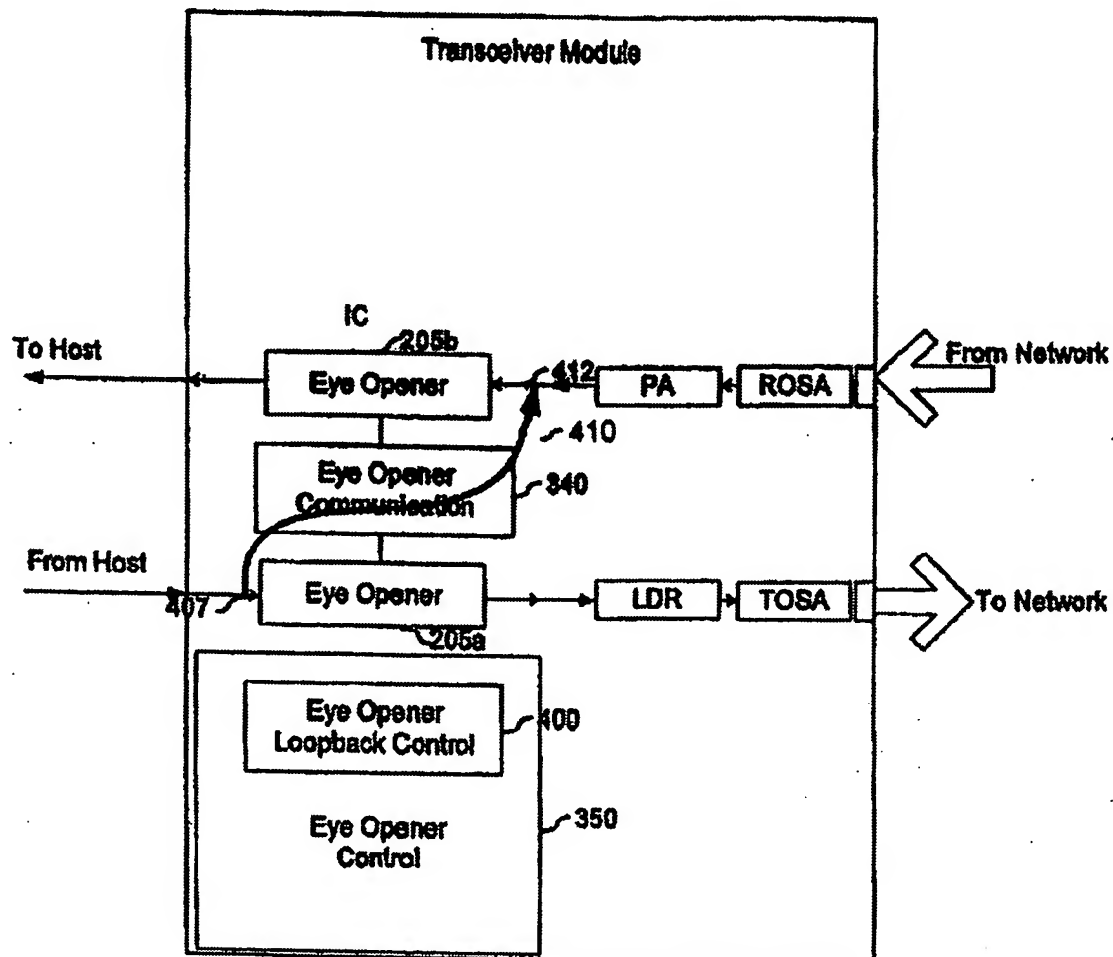 Transceiver Module
IC
To Host
205b
Eye Opener
412
PA
ROSA
From Network
410
Eye Opener
Communication
340
From Host
407
Eye Opener
LDR
TOSA
To Network
205a
Eye Opener
Loopback Control
400
Eye Opener
Control
350